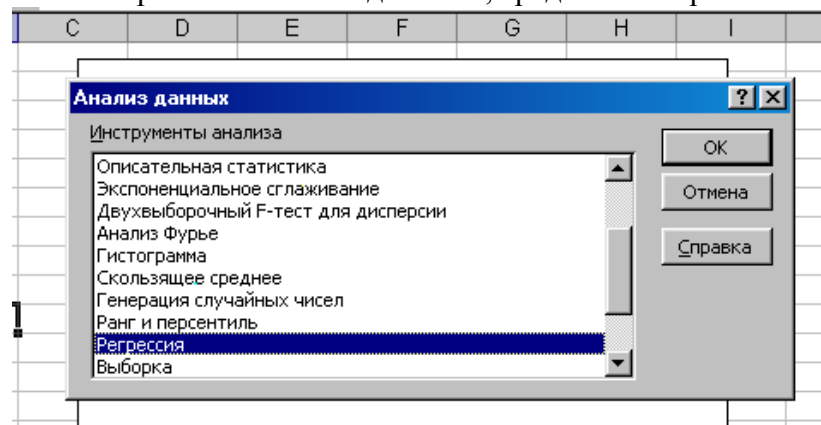 C D E F G H I
Анализ данных
Инструменты анализа
Описательная статистика
Экспоненциальное сглаживание
Двухвыборочный F-тест для дисперсии
Анализ Фурье
Гистограмма
Скользящее среднее
Генерация случайных чисел
Ранг и персентиль
Регрессия
Выборка
ОК
Отмена
Справка